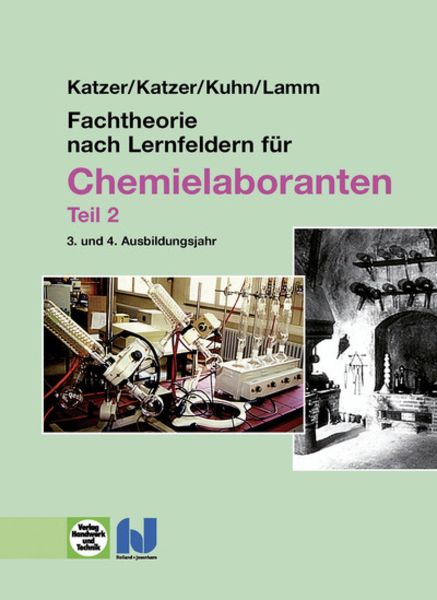 Katzer/Katzer/Kuhn/Lamm
Fachtheorie
nach Lernfeldern für
Chemielaboranten
Teil 2
3. und 4. Ausbildungsjahr
Verlag
Handwerk und
Technik
Holland + Josenhans